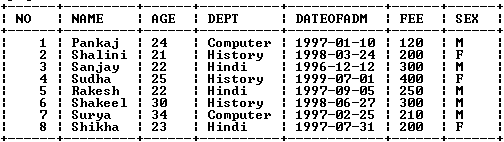 NO NAME AGE DEPT DATEOFADM FEE SEX
1 Pankaj 24 Computer 1997-01-10 120 M
2 Shalini 21 History 1998-03-24 200 F
3 Sanjay 22 Hindi 1996-12-12 300 M
4 Sudha 25 History 1999-07-01 400 F
5 Rakesh 22 Hindi 1997-09-05 250 M
6 Shakeel 30 History 1998-06-27 300 M
7 Surya 34 Computer 1997-02-25 210 M
8 Shikha 23 Hindi 1997-07-31 200 F